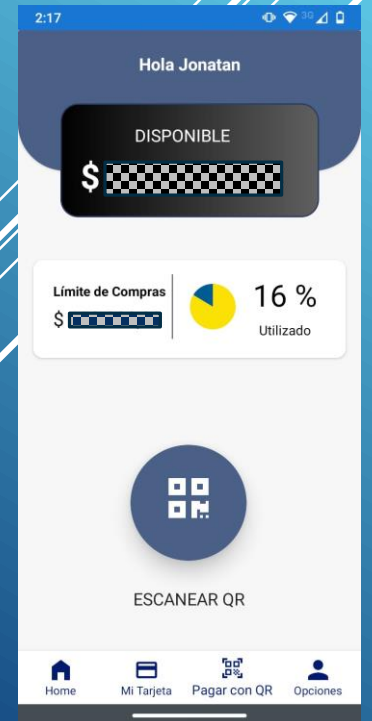 2:17
3G
Hola Jonatan
DISPONIBLE
$
Límite de Compras
$
16 %
Utilizado
ESCANEAR QR
Home
Mi Tarjeta
Pagar con QR
Opciones